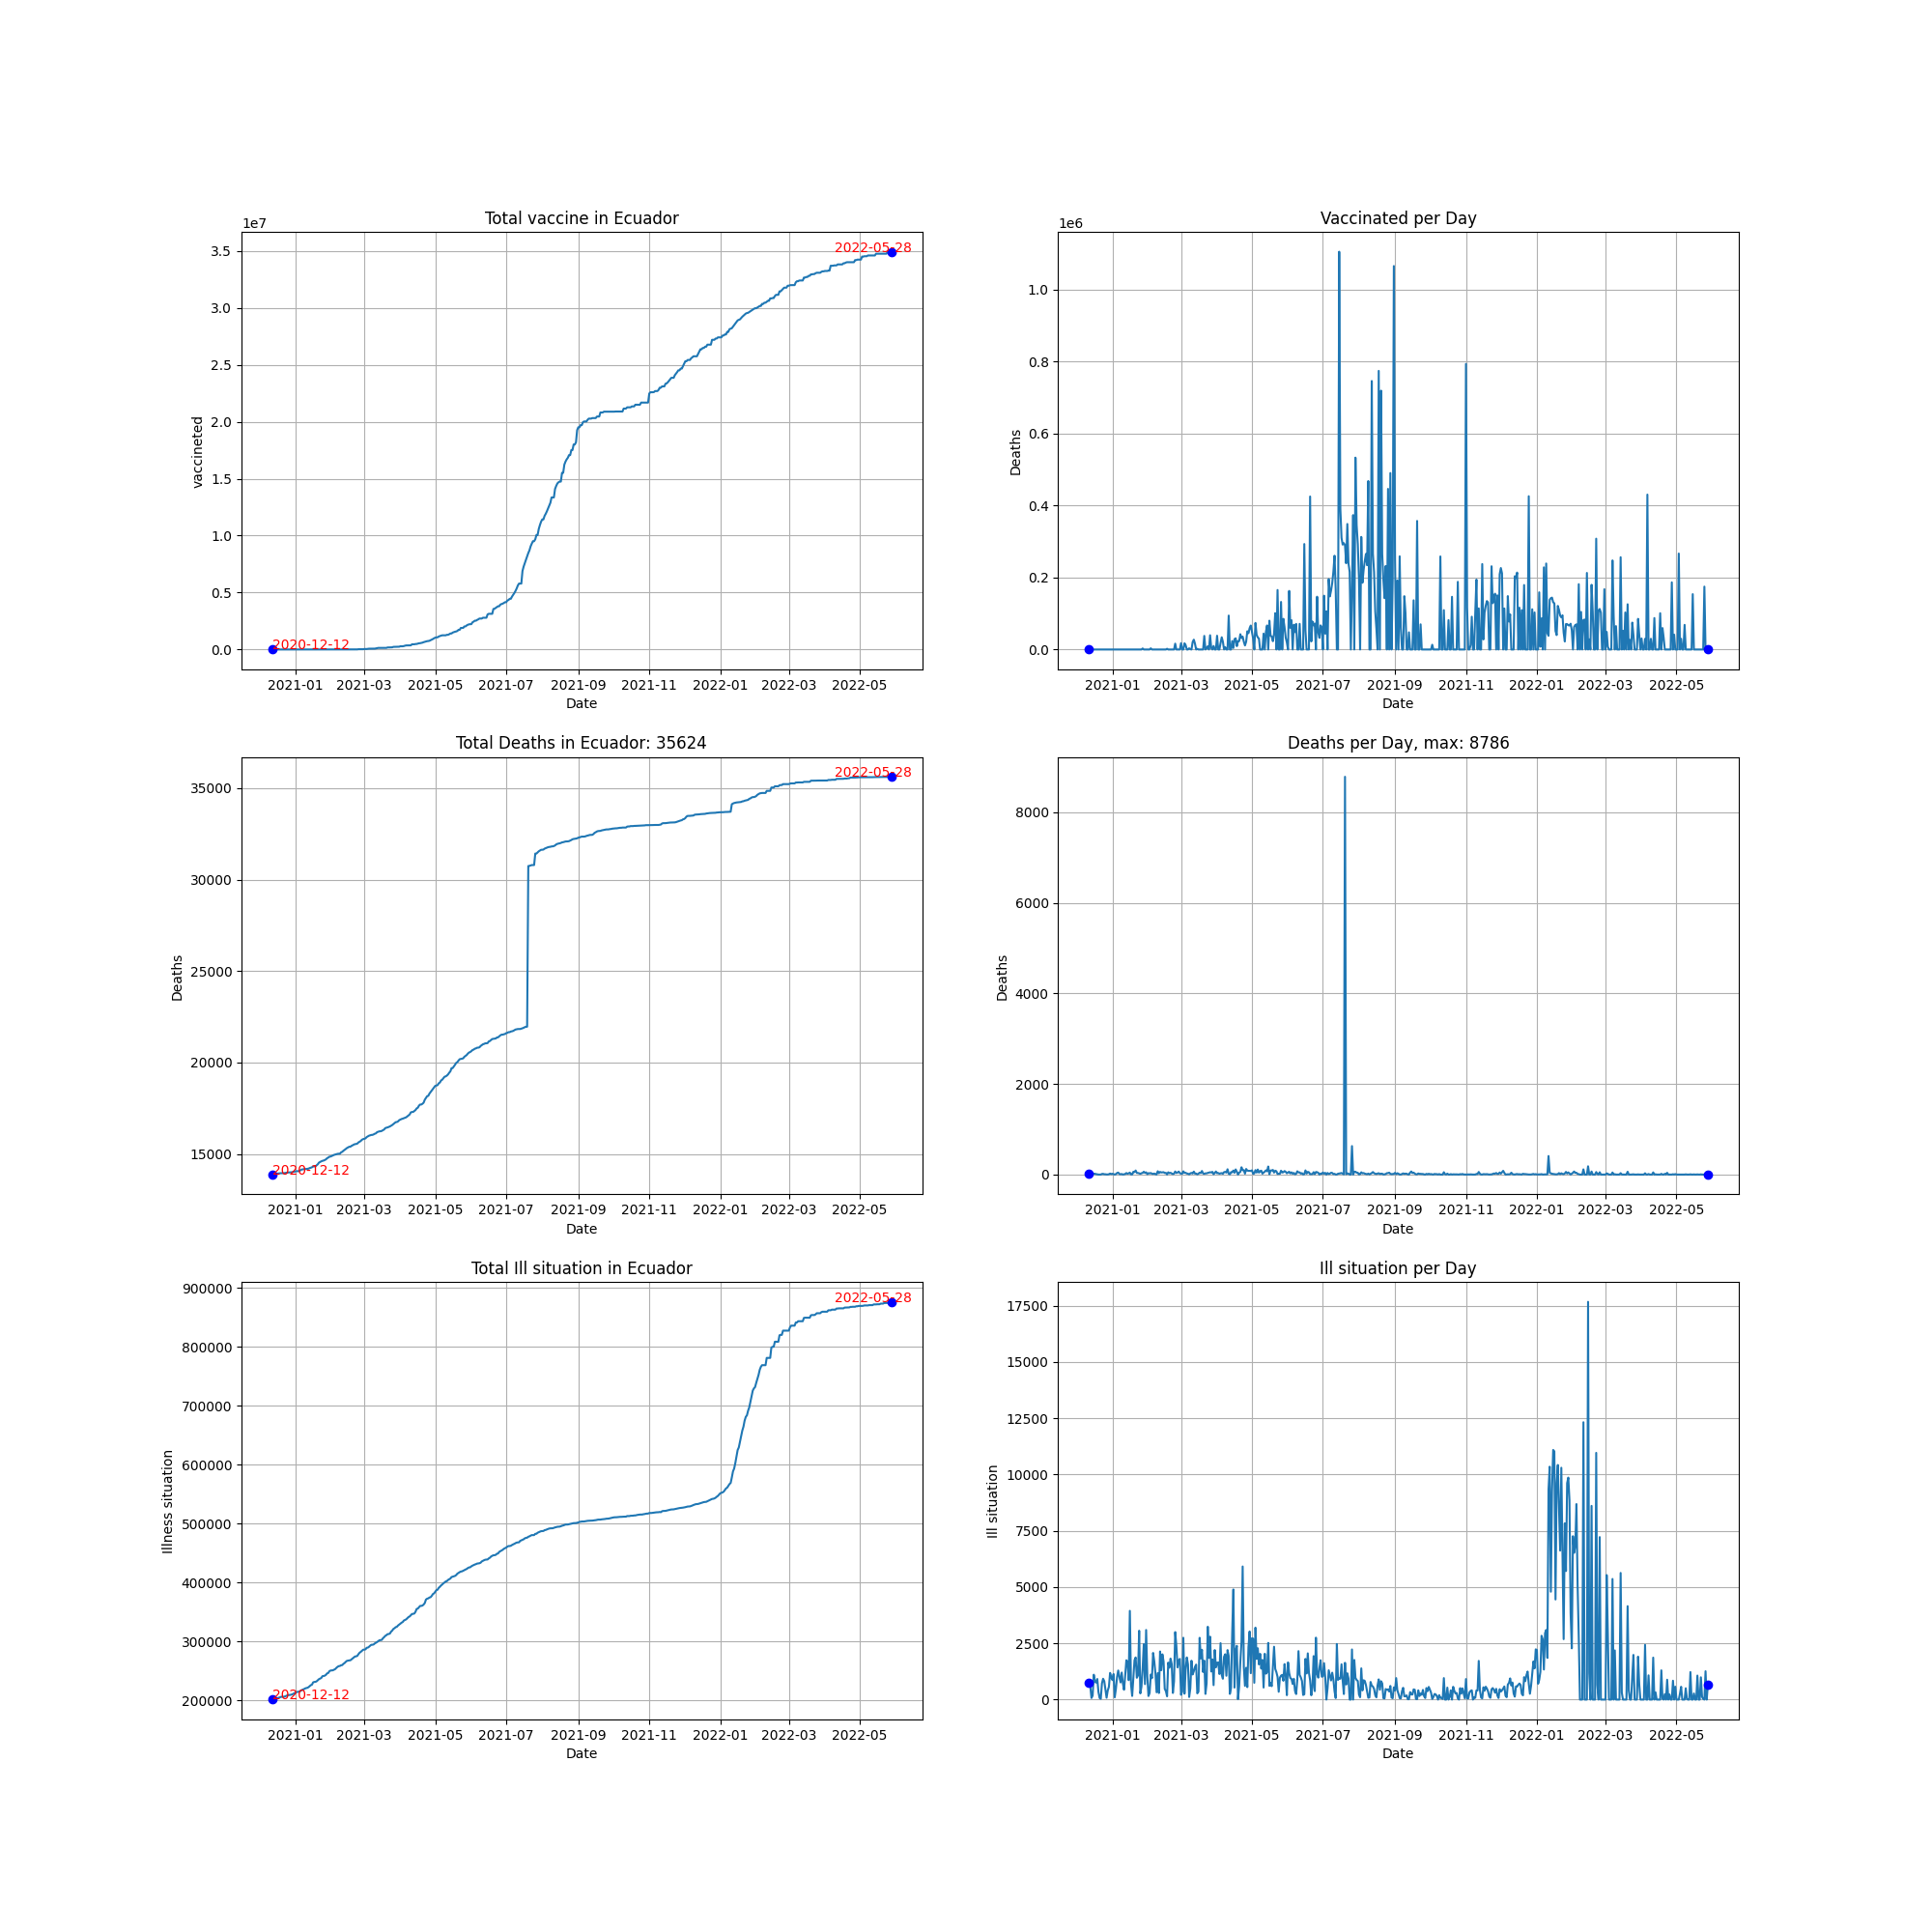 Total vaccine in Ecuador
1e7
3.5
3.0
2.5
2.0
1.5
1.0
0.5
0.0
vaccineted
2020-12-12
2022-05-28
2021-01 2021-03 2021-05 2021-07 2021-09 2021-11 2022-01 2022-03 2022-05
Date
Vaccinated per Day
1e6
1.0
0.8
0.6
0.4
0.2
0.0
Deaths
2021-01 2021-03 2021-05 2021-07 2021-09 2021-11 2022-01 2022-03 2022-05
Date
Total Deaths in Ecuador: 35624
35000
30000
25000
20000
15000
Deaths
2020-12-12
2022-05-28
2021-01 2021-03 2021-05 2021-07 2021-09 2021-11 2022-01 2022-03 2022-05
Date
Deaths per Day, max: 8786
8000
6000
4000
2000
0
Deaths
2021-01 2021-03 2021-05 2021-07 2021-09 2021-11 2022-01 2022-03 2022-05
Date
Total Ill situation in Ecuador
900000
800000
700000
600000
500000
400000
300000
200000
Illness situation
2020-12-12
2022-05-28
2021-01 2021-03 2021-05 2021-07 2021-09 2021-11 2022-01 2022-03 2022-05
Date
Ill situation per Day
17500
15000
12500
10000
7500
5000
2500
0
Ill situation
2021-01 2021-03 2021-05 2021-07 2021-09 2021-11 2022-01 2022-03 2022-05
Date